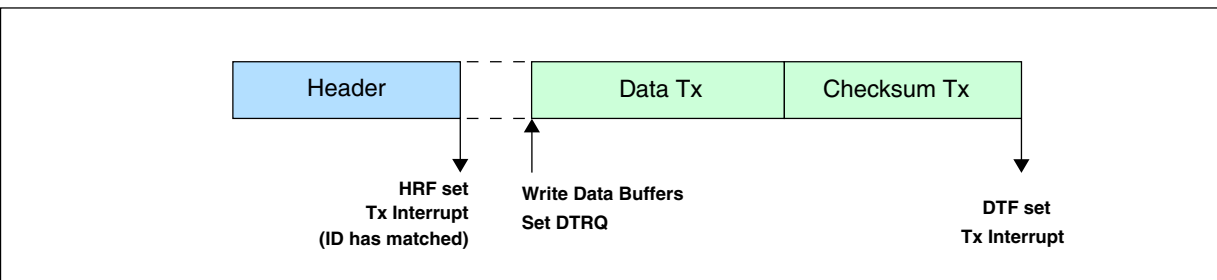 Header
Data Tx
Checksum Tx
HRF set
Tx Interrupt
(ID has matched)
Write Data Buffers
Set DTRQ
DTF set
Tx Interrupt